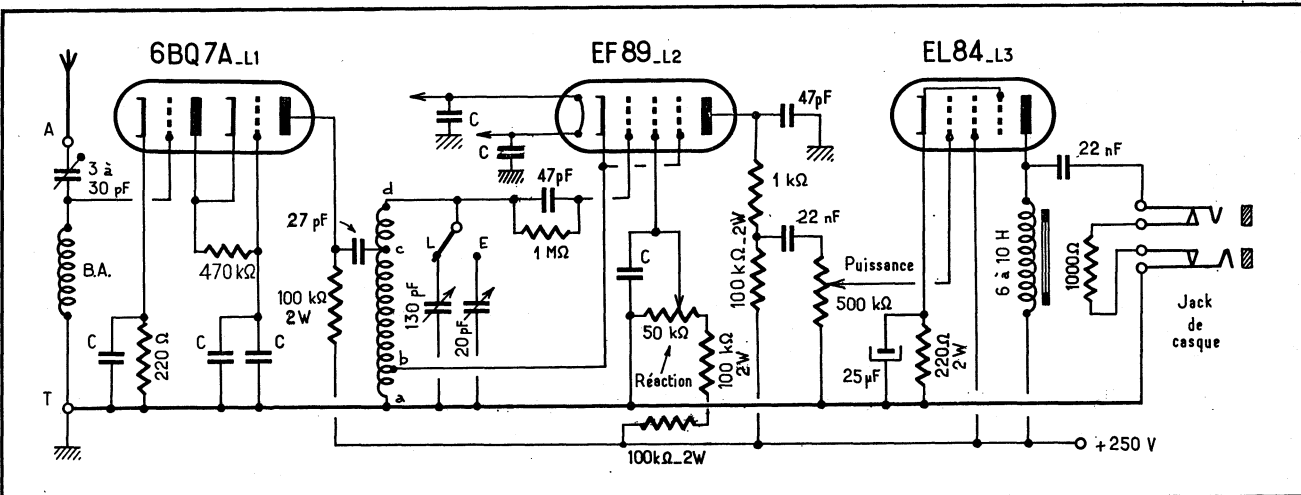 6BQ7A_L1
EF89_L2
EL84_L3
A
3 à
30 pF
B.A.
T
C
220 Ω
470 kΩ
C
C
27 pF
100 kΩ
2W
d
c
b
a
L
E
130 pF
20 pF
C
C
47pF
1 MΩ
C
50 kΩ
Réaction
100 kΩ
2W
100kΩ_2W
47pF
1 kΩ
100 kΩ_2W
22 nF
Puissance
500 kΩ
25µF
220Ω
2W
6 à 10 H
22 nF
1000Ω
Jack
de
casque
+250 V